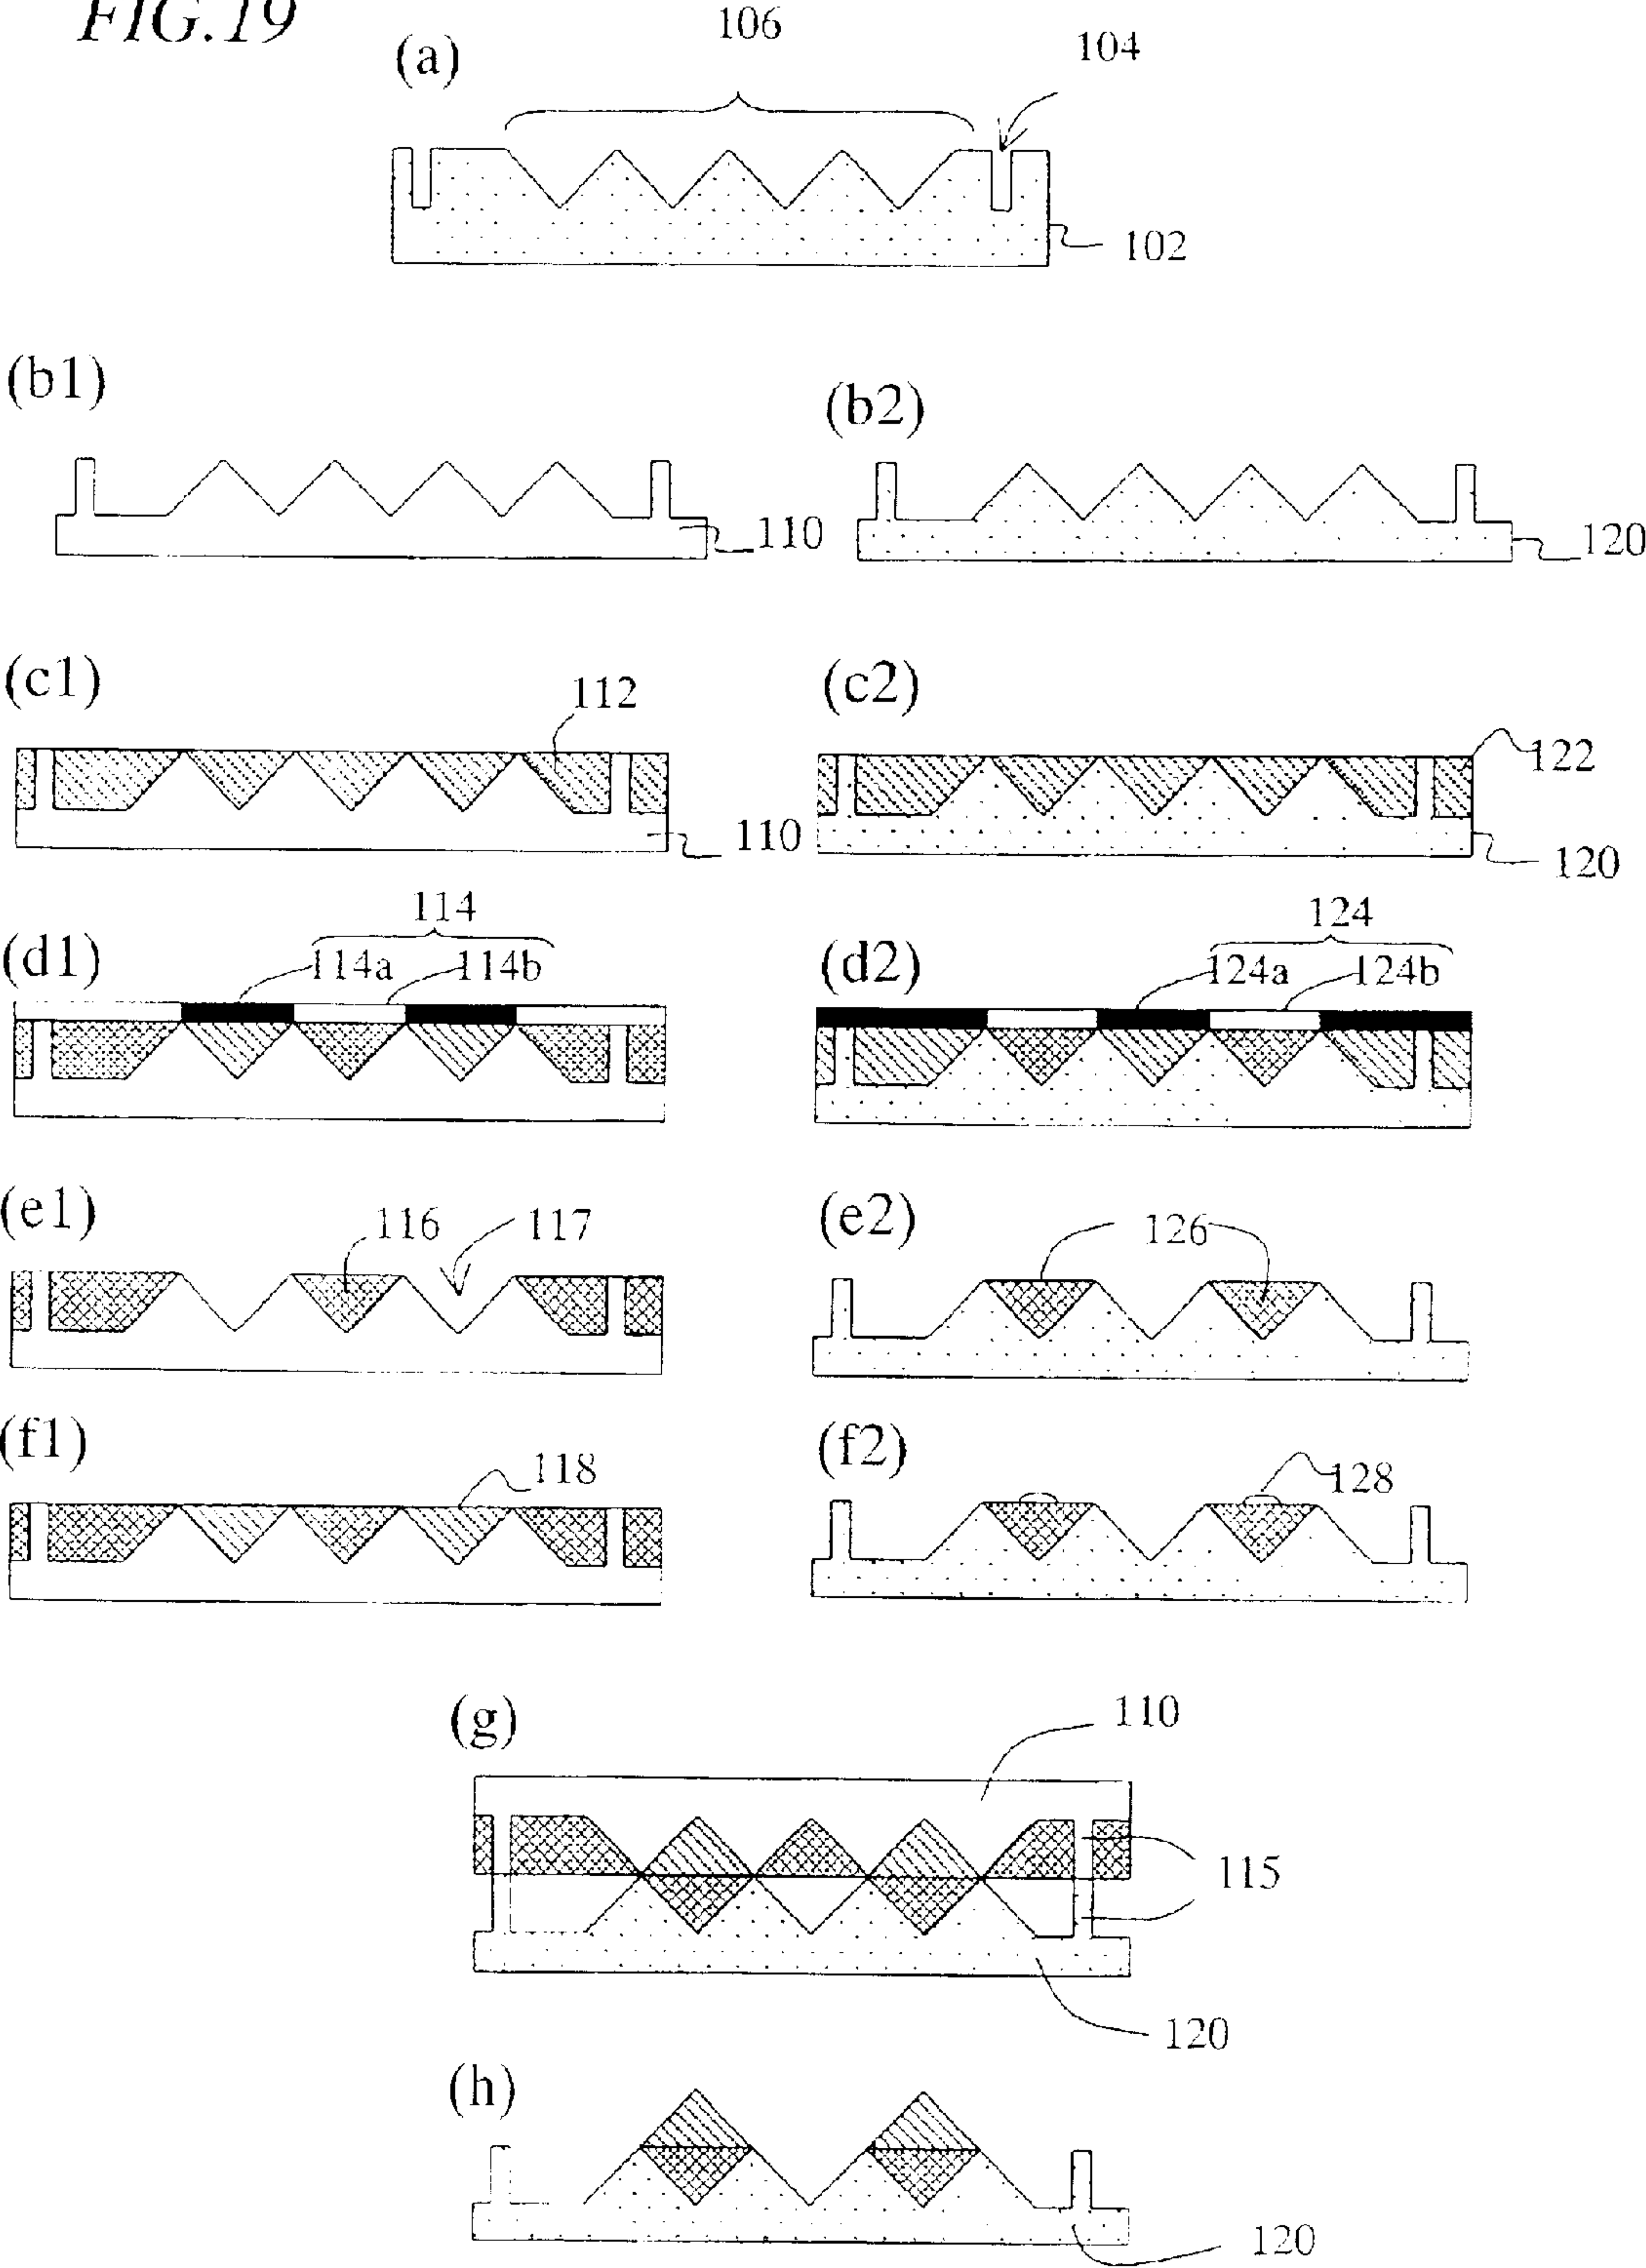 FIG.19
(a)
106
104
102
(b1)
110
(b2)
120
(c1)
112
110
(c2)
122
120
(d1)
114
114a
114b
(d2)
124
124a
124b
(e1)
116
117
(e2)
126
(f1)
118
(f2)
128
(g)
110
115
120
(h)
120